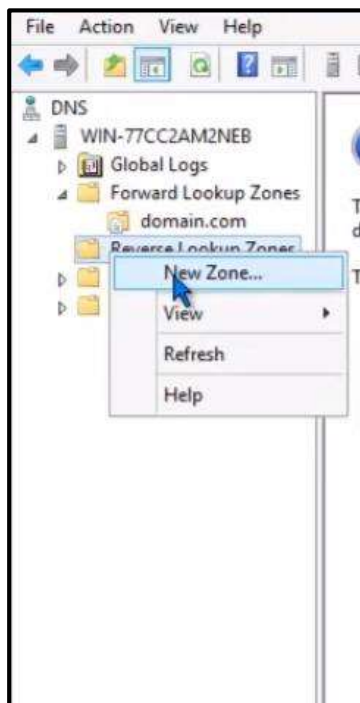 File Action View Help
DNS
WIN-77CC2AM2NEB
Global Logs
Forward Lookup Zones
domain.com
Reverse Lookup Zones
New Zone...
View
Refresh
Help